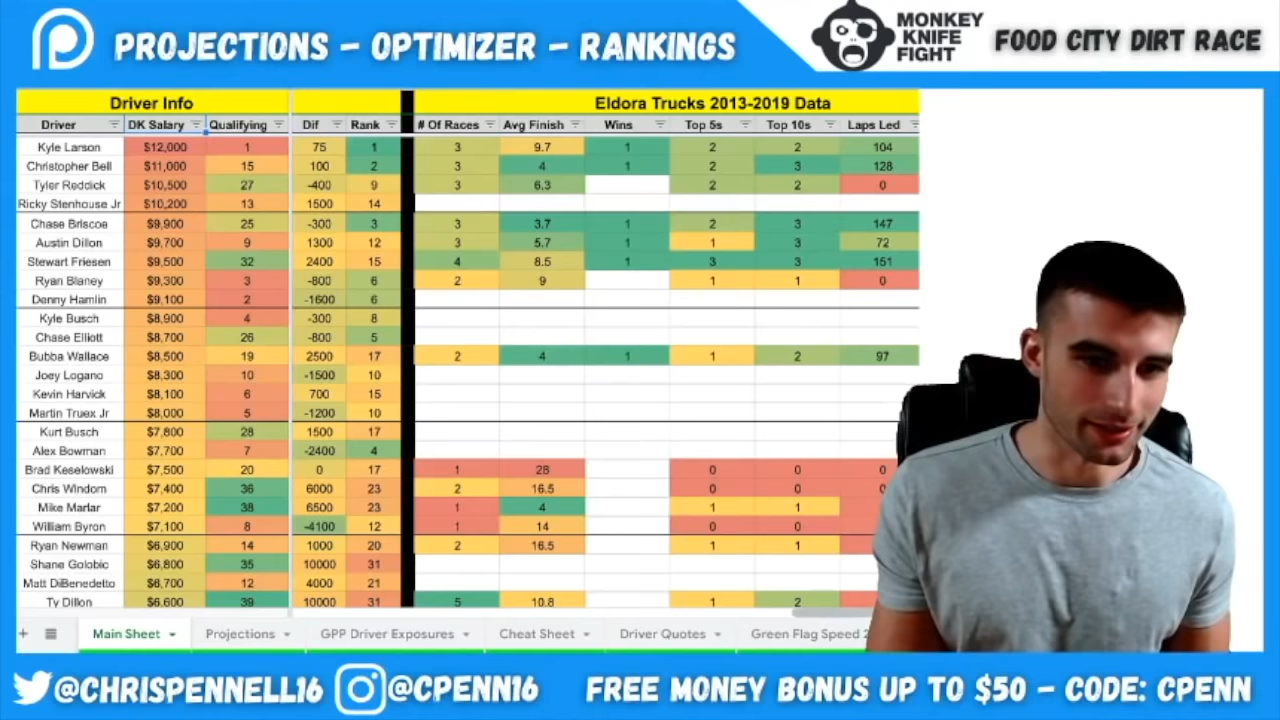 PROJECTIONS - OPTIMIZER - RANKINGS
MONKEY
KNIFE
FIGHT
FOOD CITY DIRT RACE
Driver Info
Eldora Trucks 2013-2019 Data
Driver DK Salary Qualifying Dif Rank # Of Races Avg Finish Wins Top 5s Top 10s Laps Led
Kyle Larson $12,000 1 75 1 3 9.7 1 2 2 104
Christopher Bell $11,000 15 100 2 3 4 1 2 3 128
Tyler Reddick $10,500 27 -400 9 3 6.3 2 2 0
Ricky Stenhouse Jr $10,200 13 1500 14
Chase Briscoe $9,900 25 -300 3 3 3.7 1 2 3 147
Austin Dillon $9,700 9 1300 12 3 5.7 1 1 3 72
Stewart Friesen $9,500 32 2400 15 4 8.5 1 3 3 151
Ryan Blaney $9,300 3 -800 6 2 9 1 1 0
Denny Hamlin $9,100 2 -1600 6
Kyle Busch $8,900 4 -300 8
Chase Elliott $8,700 26 -800 5
Bubba Wallace $8,500 19 2500 17 2 4 1 1 2 97
Joey Logano $8,300 10 -1500 10
Kevin Harvick $8,100 6 700 15
Martin Truex Jr $8,000 5 -1200 10
Kurt Busch $7,800 28 1500 17
Alex Bowman $7,700 7 -2400 4
Brad Keselowski $7,500 20 0 17 1 28 0 0 0
Chris Windom $7,400 36 6000 23 2 16.5 0 0 0
Mike Marlar $7,200 38 6500 23 1 4 1 1
William Byron $7,100 8 -4100 12 1 14 0 0
Ryan Newman $6,900 14 1000 20 2 16.5 1 1
Shane Golobic $6,800 35 10000 31
Matt DiBenedetto $6,700 12 4000 21
Ty Dillon $6,600 39 10000 31 5 10.8 1 2
+ Main Sheet Projections GPP Driver Exposures Cheat Sheet Driver Quotes Green Flag Speed 2
@CHRISPENNELL16 @CPENN16 FREE MONEY BONUS UP TO $50 - CODE: CPENN